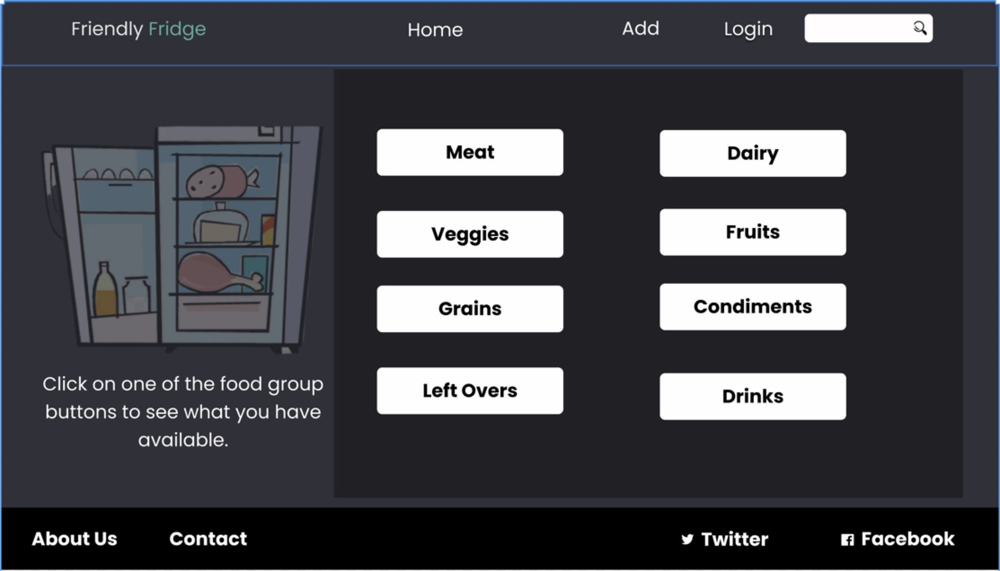 Friendly Fridge
Home
Add
Login
Meat
Dairy
Veggies
Fruits
Grains
Condiments
Left Overs
Drinks
Click on one of the food group
buttons to see what you have
available.
About Us
Contact
Twitter
Facebook